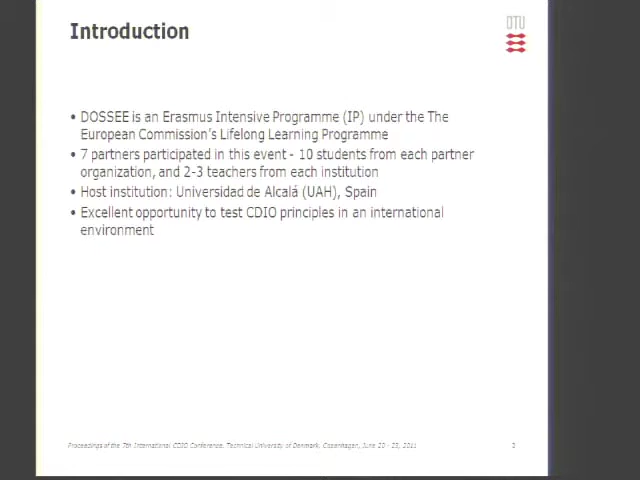 Introduction
DTU
• DOSSEE is an Erasmus Intensive Programme (IP) under the The
European Commission's Lifelong Learning Programme
• 7 partners participated in this event - 10 students from each partner
organization, and 2-3 teachers from each institution
• Host institution: Universidad de Alcalá (UAH), Spain
• Excellent opportunity to test CDIO principles in an international
environment
Proceedings of the 7th International CDIO Conference, Technical University of Denmark, Copenhagen, June 20 - 23, 2011